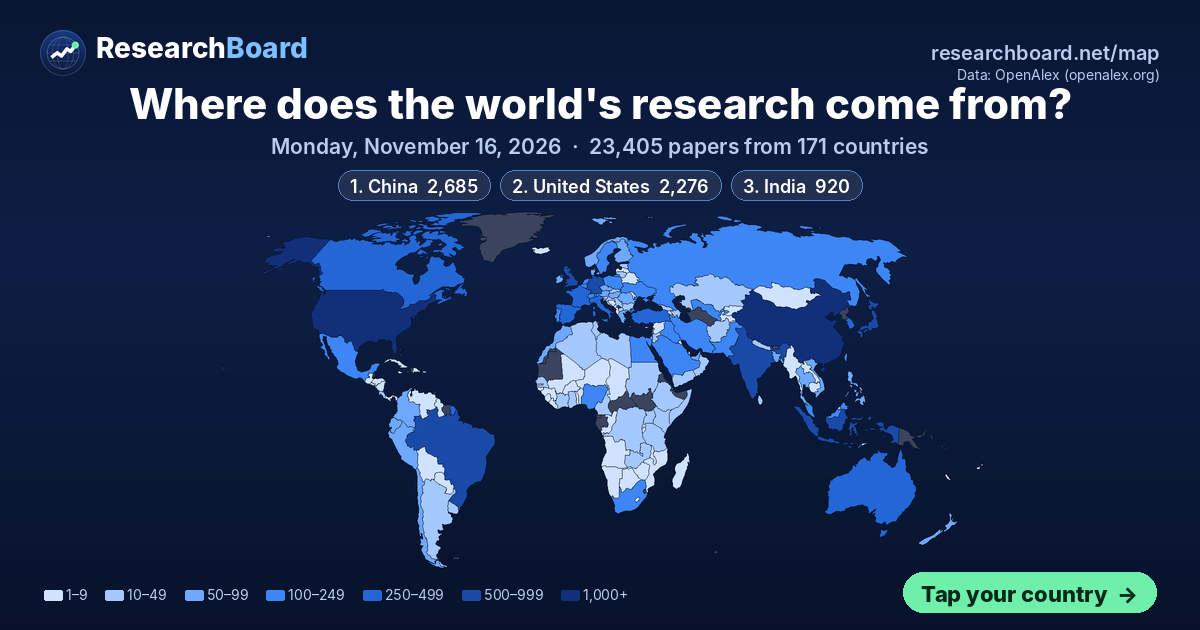 ResearchBoard
researchboard.net/map
Data: OpenAlex (openalex.org)
Where does the world's research come from?
Monday, November 16, 2026 · 23,405 papers from 171 countries
1. China 2,685
2. United States 2,276
3. India 920
1–9
10–49
50–99
100–249
250–499
500–999
1,000+
Tap your country →